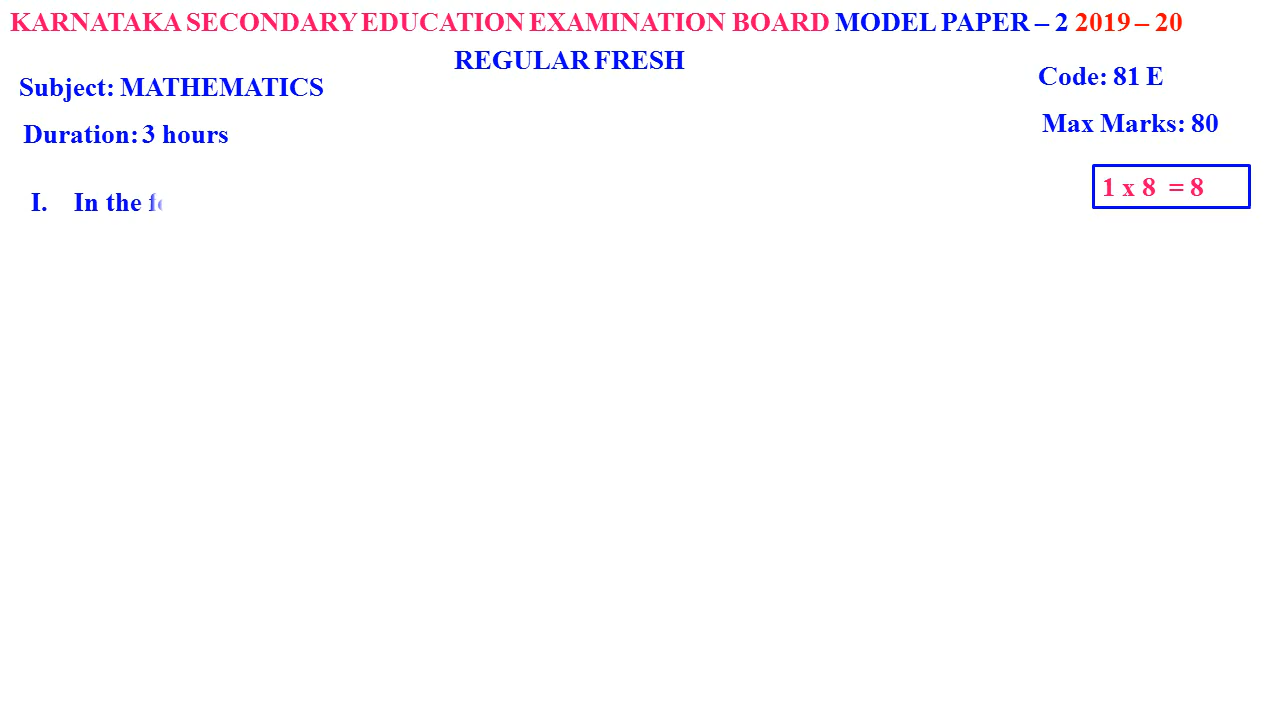 KARNATAKA SECONDARY EDUCATION EXAMINATION BOARD MODEL PAPER – 2 2019 – 20
REGULAR FRESH
Subject: MATHEMATICS
Code: 81 E
Duration: 3 hours
Max Marks: 80
I. In the
1 x 8 = 8